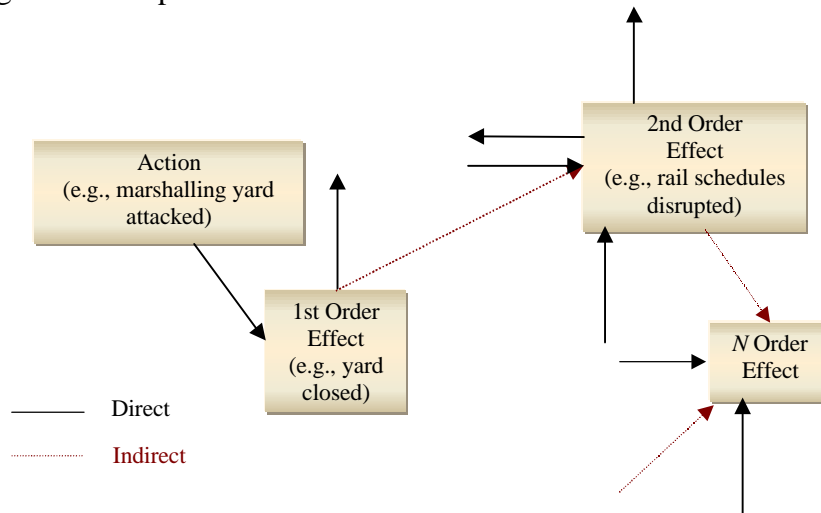 2nd Order
Effect
(e.g., rail schedules
disrupted)
Action
(e.g., marshalling yard
attacked)
1st Order
Effect
(e.g., yard
closed)
N Order
Effect
Direct
Indirect